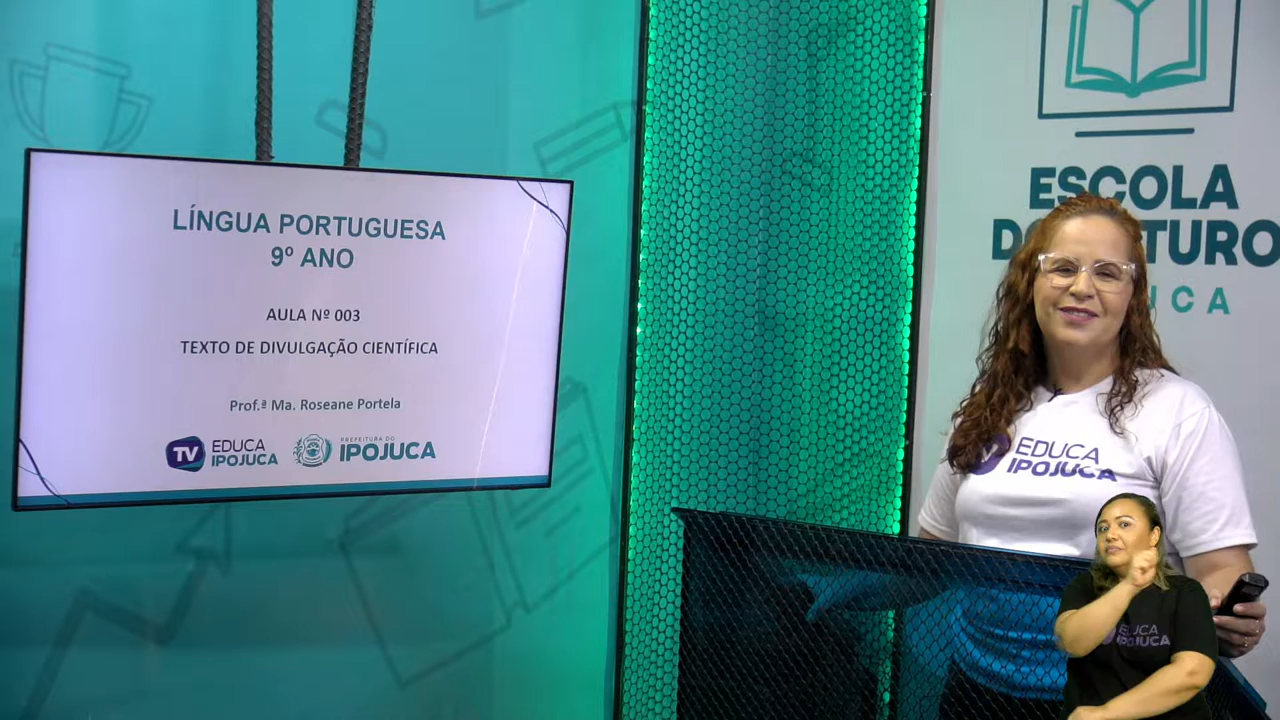 LÍNGUA PORTUGUESA
9º ANO
AULA Nº 003
TEXTO DE DIVULGAÇÃO CIENTÍFICA
Prof.ª Ma. Roseane Portela
TV EDUCA IPOJUCA
PREFEITURA DO
IPOJUCA
ESCOLA
EDUCA
IPOJUCA
EDUCA
IPOJUCA